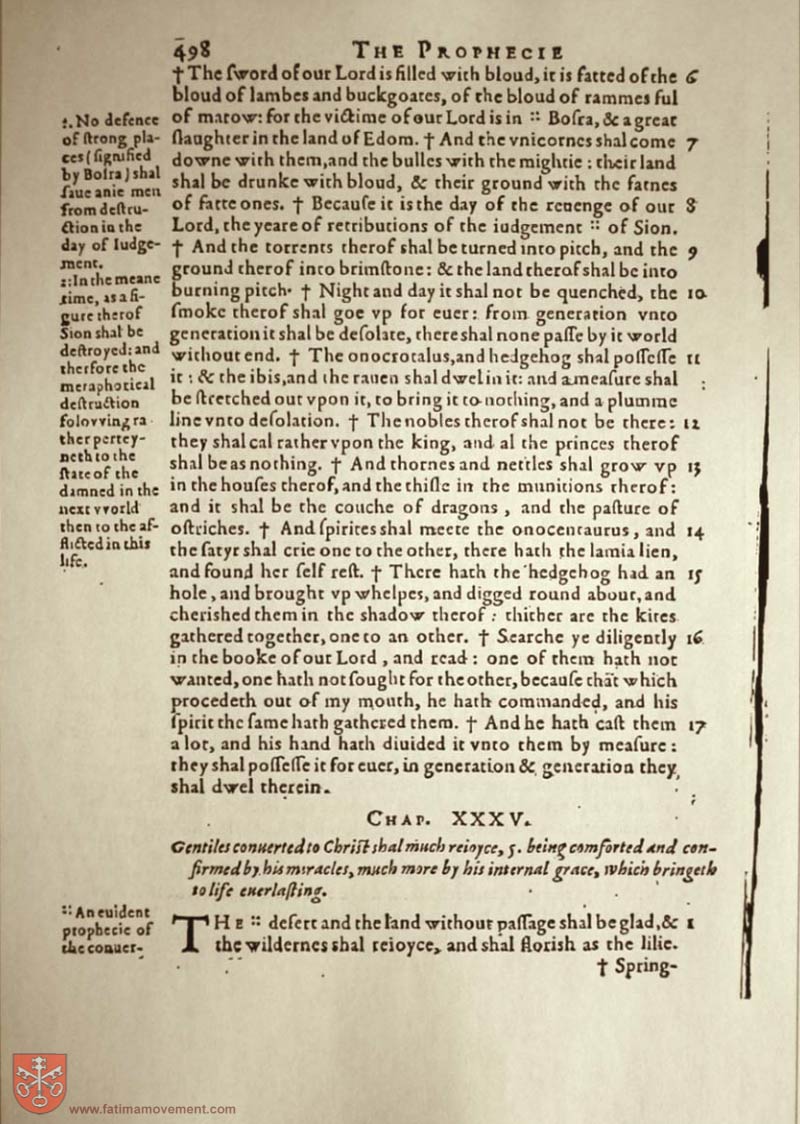 498 THE PROPHECIE
† The ſword of our Lord is filled with bloud, it is fatted of the 6
bloud of lambes and buckgoates, of the bloud of rammes ful
of marow: for the victime of our Lord is in :: Boſra, & a great
ſlaughter in the land of Edom. † And the vnicornes shal come 7
downe with them, and the bulles with the mightie: their land
shal be drunke with bloud, & their ground with the fatnes
of fatte ones. † Becauſe it is the day of the reuenge of our 8
Lord, the yeare of retributions of the iudgement :: of Sion.
† And the torrents therof shal be turned into pitch, and the 9
ground therof into brimſtone: & the land therof shal be into
burning pitch. † Night and day it shal not be quenched, the 10
ſmoke therof shal goe vp for euer: from generation vnto
generation it shal be deſolate, there shal none paſſe by it world
without end. † The onocrotalus, and hedgehog shal poſſeſſe 11
it: & the ibis, and the rauen shal dwel in it: and a meaſure shal
be ſtretched out vpon it, to bring it to nothing, and a plumme
line vnto deſolation. † The nobles therof shal not be there: 12
they shal cal rather vpon the king, and al the princes therof
shal be as nothing. † And thornes and nettles shal grow vp 13
in the houſes therof, and the thiſtle in the munitions therof:
and it shal be the couche of dragons, and the paſture of
oſtriches. † And ſpirites shal meete the onocentaurus, and 14
the ſatyr shal crie one to the other, there hath the lamia lien,
and found her ſelf reſt. † There hath the hedgehog had an 15
hole, and brought vp whelpes, and digged round about, and
cherished them in the shadow therof: thither are the kites
gathered together, one to an other. † Searche ye diligently 16
in the booke of our Lord, and read: one of them hath not
wanted, one hath not ſought for the other, becauſe that which
procedeth out of my mouth, he hath commanded, and his
ſpirit the ſame hath gathered them. † And he hath caſt them 17
a lot, and his hand hath diuided it vnto them by meaſure:
they shal poſſeſſe it for euer, in generation & generation they
shal dwel therein.
:. No defence
of ſtrong pla-
ces (ſignified
by Boſra) shal
ſaue anie men
from deſtru-
ction in the
day of Iudge-
ment.
:: In the meane
time, as a fi-
gure therof
Sion shal be
deſtroyed: and
therfore the
metaphorical
deſtruction
folovving ra
ther pertey-
neth to the
ſtate of the
damned in the
next vvorld
then to the af-
flicted in this
life.
CHAP. XXXV.
Gentiles conuerted to Chriſt shal much reioyce, 5. being comforted and con-
firmed by his miracles, much more by his internal grace, which bringeth
to life euerlaſting.
THE :: deſert and the land without paſſage shal be glad, & 1
the wildernes shal reioyce, and shal florish as the lilie.
† Spring-
:: An euident
prophecie of
the conuer-
www.fatimamovement.com